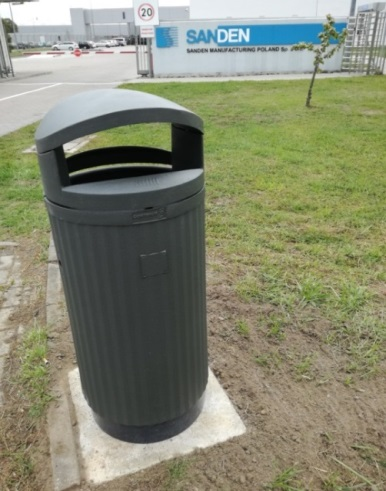 20
SANDEN
SANDEN MANUFACTURING POLAND Sp